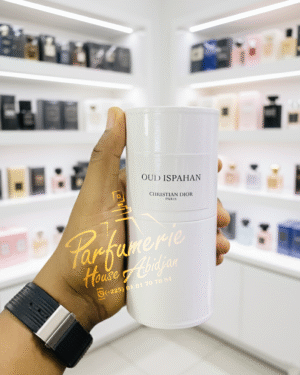 OUD ISPAHAN
CHRISTIAN DIOR
PARIS
Parfumerie
House Abidjan